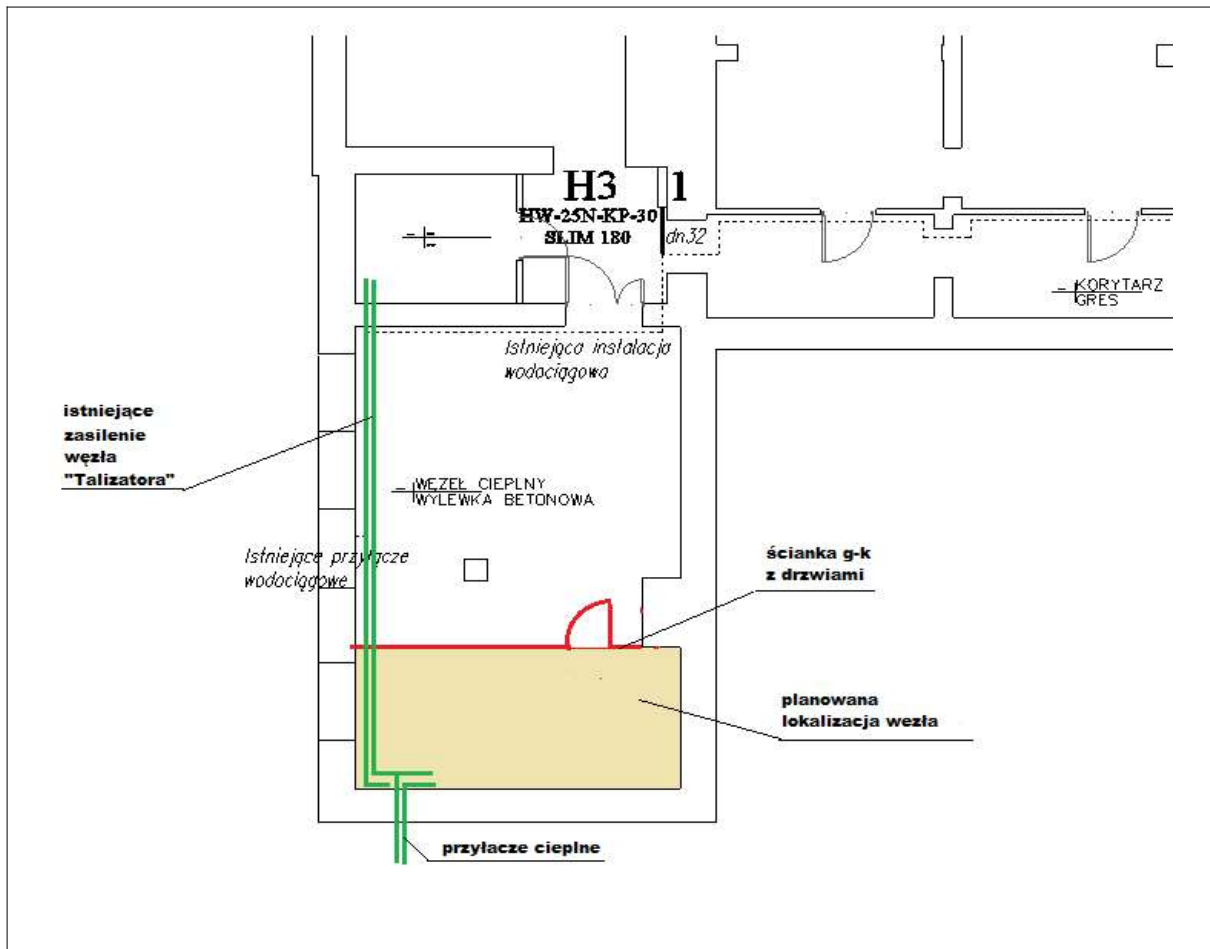 H3 1
HW-25N-KP-30
SLIM 180
dn32
KORYTARZ
GRES
Istniejąca instalacja
wodociągowa
istniejące
zasilenie
węzła
"Talizatora"
WĘZEŁ CIEPLNY
WYLEWKA BETONOWA
Istniejące przyłącze
wodociągowe
ścianka g-k
z drzwiami
planowana
lokalizacja wezła
przyłacze cieplne